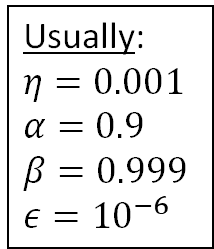 Usually:
η = 0.001
α = 0.9
β = 0.999
ϵ = 10⁻⁶